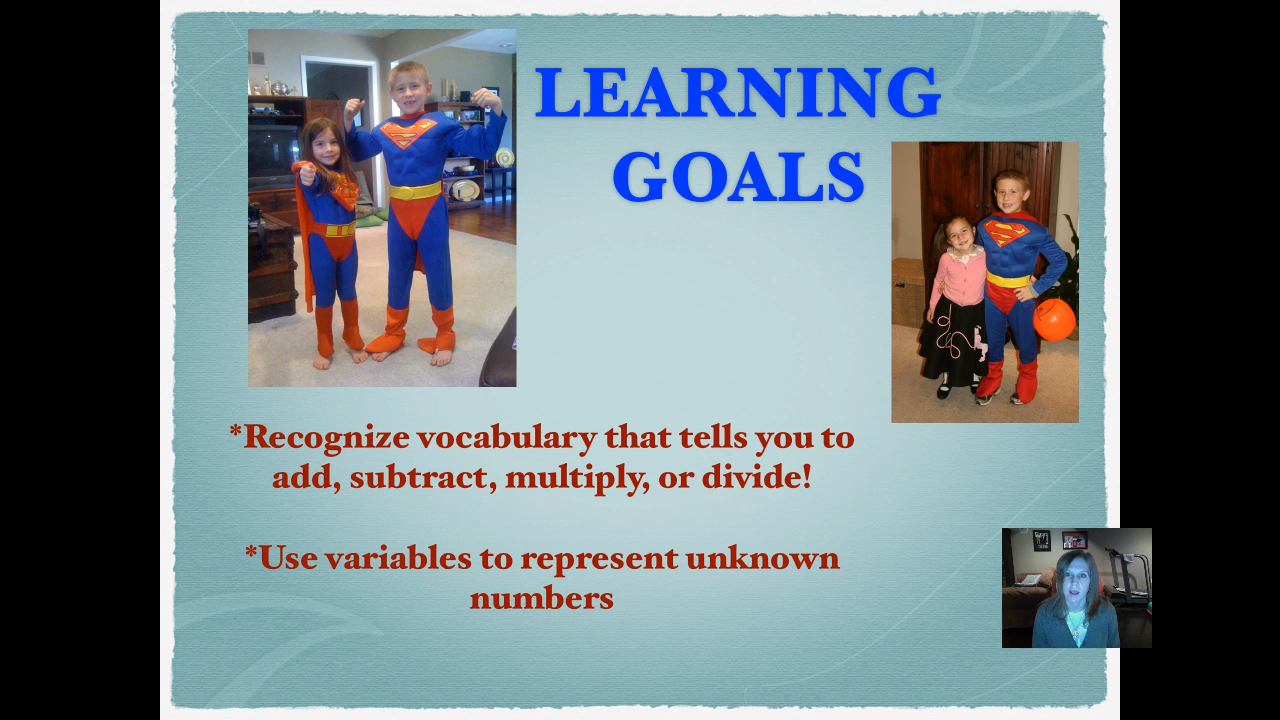 LEARNING
GOALS
*Recognize vocabulary that tells you to
add, subtract, multiply, or divide!
*Use variables to represent unknown
numbers